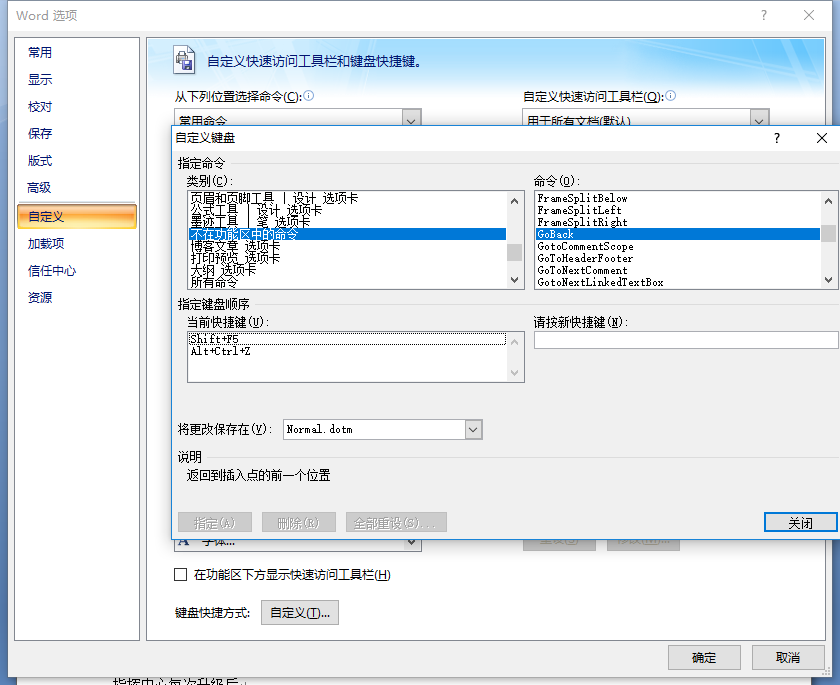 Word 选项
常用
显示
校对
保存
版式
高级
自定义
加载项
信任中心
资源
自定义快速访问工具栏和键盘快捷键。
从下列位置选择命令(C):
自定义快速访问工具栏(Q):
常用命令
用于所有文档(默认)
自定义键盘
指定命令
类别(C):
命令(O):
页眉和页脚工具 | 设计 选项卡
公式工具 | 设计 选项卡
墨迹工具 | 笔 选项卡
不在功能区中的命令
博客文章 选项卡
打印预览 选项卡
大纲 选项卡
所有命令
FrameSplitBelow
FrameSplitLeft
FrameSplitRight
GoBack
GotoCommentScope
GoToHeaderFooter
GoToNextComment
GotoNextLinkedTextBox
指定键盘顺序
当前快捷键(U):
请按新快捷键(N):
Shift+F5
Alt+Ctrl+Z
将更改保存在(V):
Normal.dotm
说明
返回到插入点的前一个位置
指定(A)
删除(R)
全部重设(S)...
关闭
字体...
在功能区下方显示快速访问工具栏(H)
键盘快捷方式:
自定义(T)...
确定
取消
指挥中心每次升级后